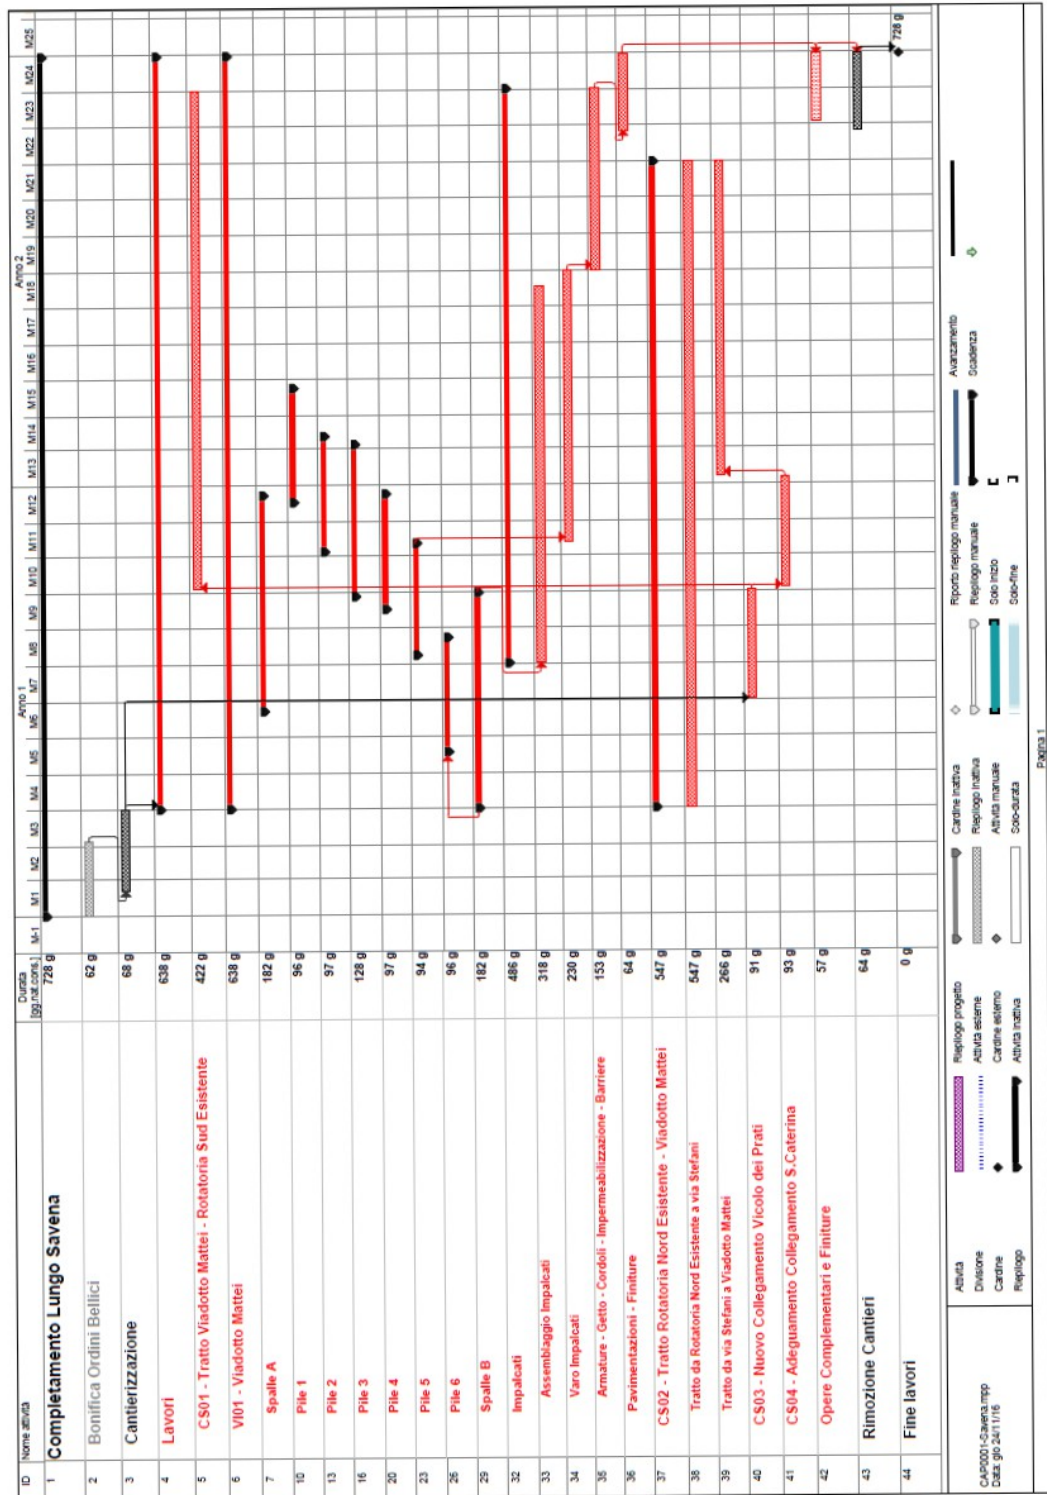 ID Nome attività Durata [gg.nat.cons.] Anno 1 Anno 2
M-1 M1 M2 M3 M4 M5 M6 M7 M8 M9 M10 M11 M12 M13 M14 M15 M16 M17 M18 M19 M20 M21 M22 M23 M24 M25
1 Completamento Lungo Savena 728 g
2 Bonifica Ordini Bellici 62 g
3 Cantierizzazione 68 g
4 Lavori 638 g
5 CS01 - Tratto Viadotto Mattei - Rotatoria Sud Esistente 422 g
6 VI01 - Viadotto Mattei 638 g
7 Spalle A 182 g
10 Pile 1 96 g
13 Pile 2 97 g
16 Pile 3 128 g
20 Pile 4 97 g
23 Pile 5 94 g
26 Pile 6 96 g
29 Spalle B 182 g
32 Impalcati 486 g
33 Assemblaggio Impalcati 318 g
34 Varo Impalcati 230 g
35 Armature - Getto - Cordoli - Impermeabilizzazione - Barriere 153 g
36 Pavimentazioni - Finiture 64 g
37 CS02 - Tratto Rotatoria Nord Esistente - Viadotto Mattei 547 g
38 Tratto da Rotatoria Nord Esistente a via Stefani 547 g
39 Tratto da via Stefani a Viadotto Mattei 266 g
40 CS03 - Nuovo Collegamento Vicolo dei Prati 91 g
41 CS04 - Adeguamento Collegamento S.Caterina 93 g
42 Opere Complementari e Finiture 57 g
43 Rimozione Cantieri 64 g
44 Fine lavori 0 g 728 g
CAP0001-Savena.mpp
Data: gio 24/11/16
Attività Riepilogo progetto Cardine inattiva Riporto riepilogo manuale Avanzamento
Divisione Attività esterne Riepilogo inattiva Riepilogo manuale Scadenza
Cardine Cardine esterno Attività manuale Solo inizio
Riepilogo Attività inattiva Solo-durata Solo-fine
Pagina 1